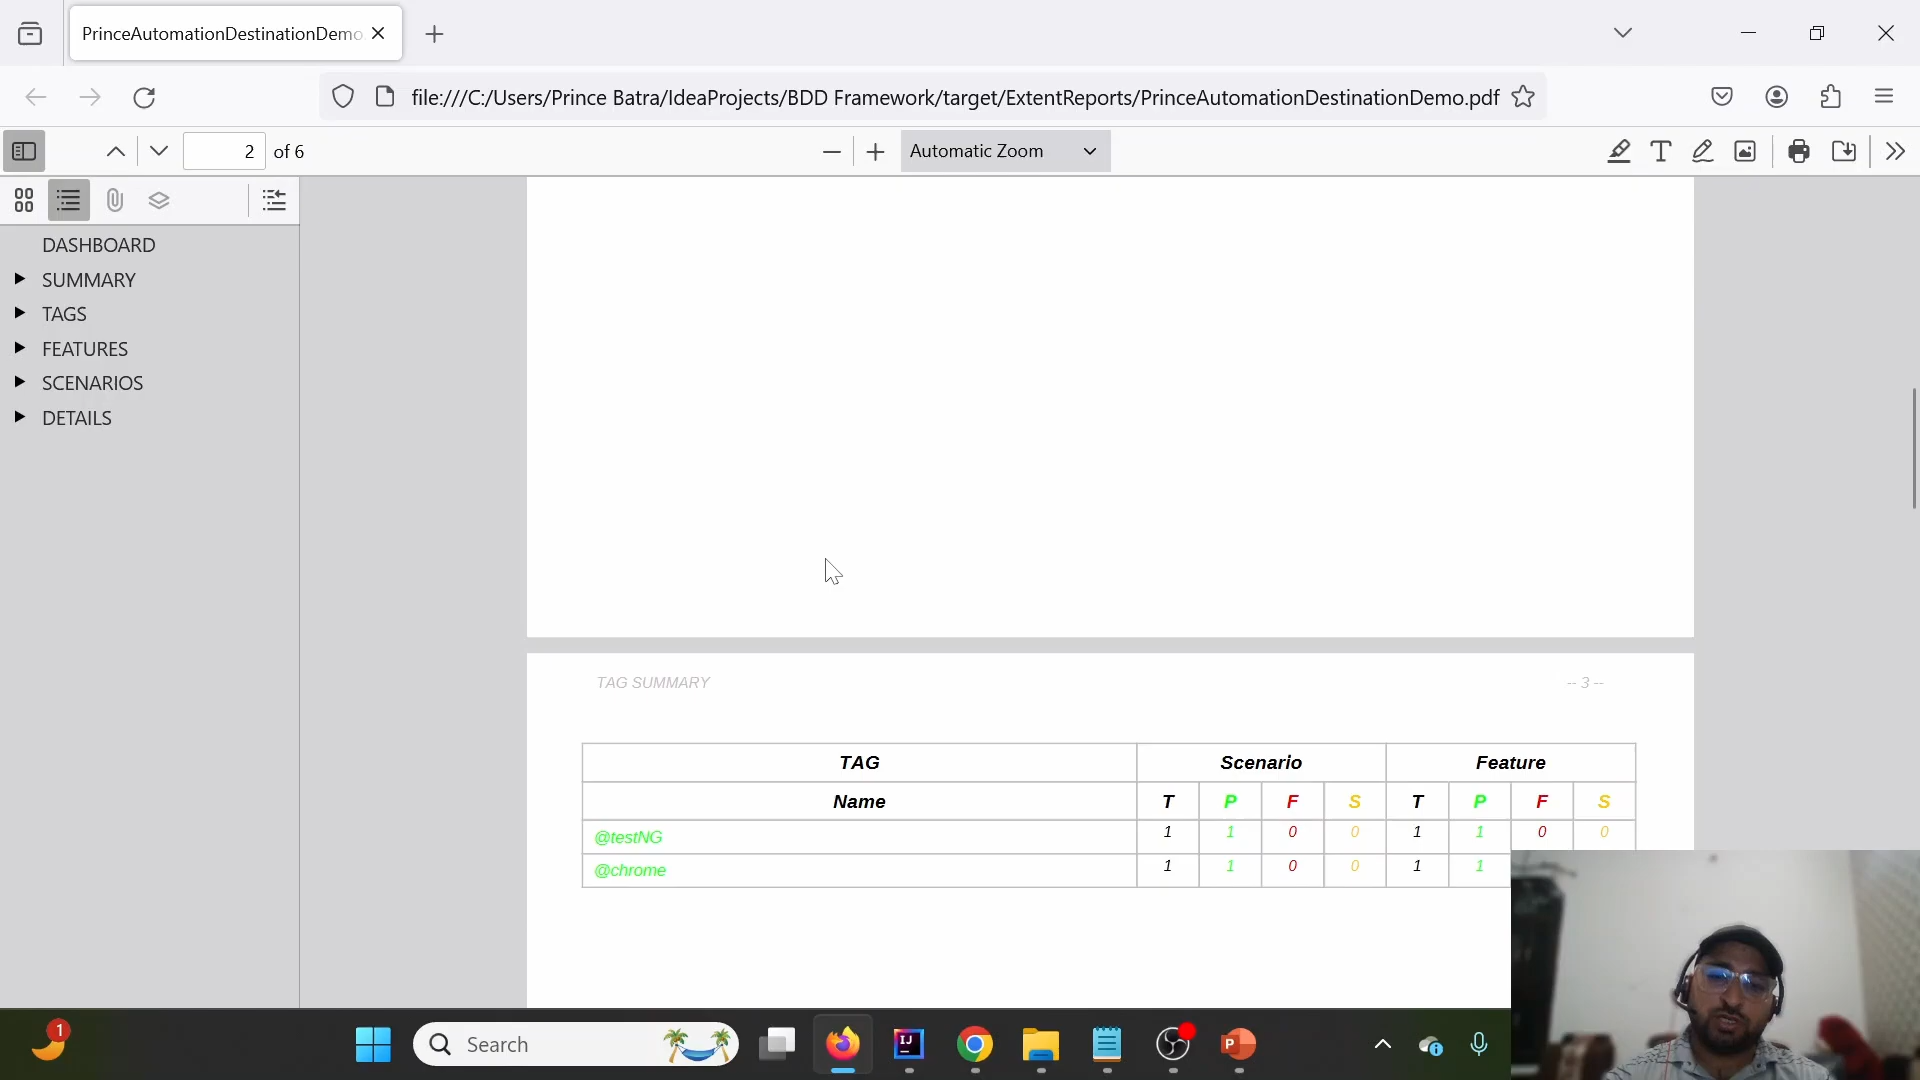 PrinceAutomationDestinationDemo
file:///C:/Users/Prince Batra/IdeaProjects/BDD Framework/target/ExtentReports/PrinceAutomationDestinationDemo.pdf
2 of 6
Automatic Zoom
DASHBOARD
SUMMARY
TAGS
FEATURES
SCENARIOS
DETAILS
TAG SUMMARY -- 3 --
TAG Scenario Feature
Name T P F S T P F S
@testNG 1 1 0 0 1 1 0 0
@chrome 1 1 0 0 1 1
1
Search
IJ
P